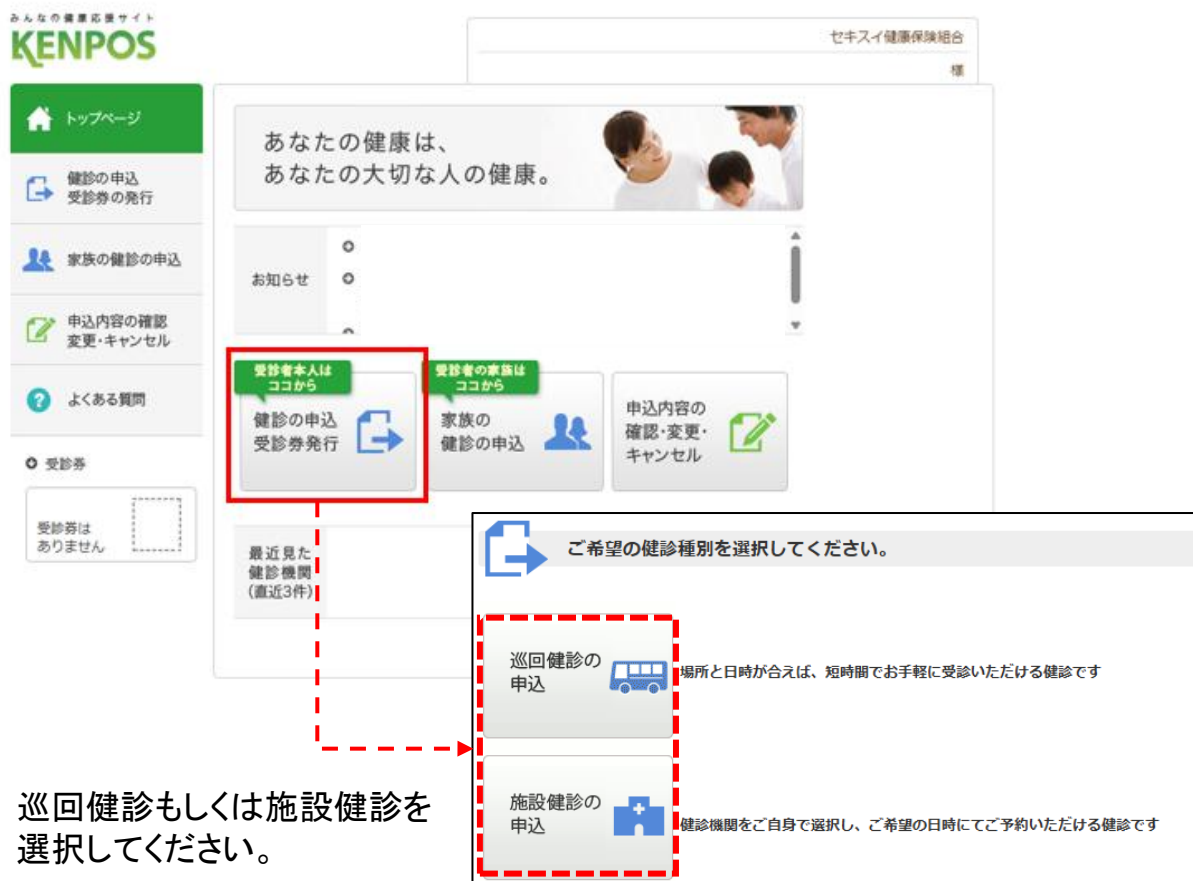 みんなの健康応援サイト
KENPOS
セキスイ健康保険組合
様
トップページ
健診の申込
受診券の発行
家族の健診の申込
申込内容の確認
変更・キャンセル
よくある質問
受診券
受診券は
ありません
あなたの健康は、
あなたの大切な人の健康。
お知らせ
受診者本人は
ココから
健診の申込
受診券発行
受診者の家族は
ココから
家族の
健診の申込
申込内容の
確認・変更・
キャンセル
最近見た
健診機関
(直近3件)
ご希望の健診種別を選択してください。
巡回健診の
申込
場所と日時が合えば、短時間でお手軽に受診いただける健診です
施設健診の
申込
健診機関をご自身で選択し、ご希望の日時にてご予約いただける健診です
巡回健診もしくは施設健診を
選択してください。